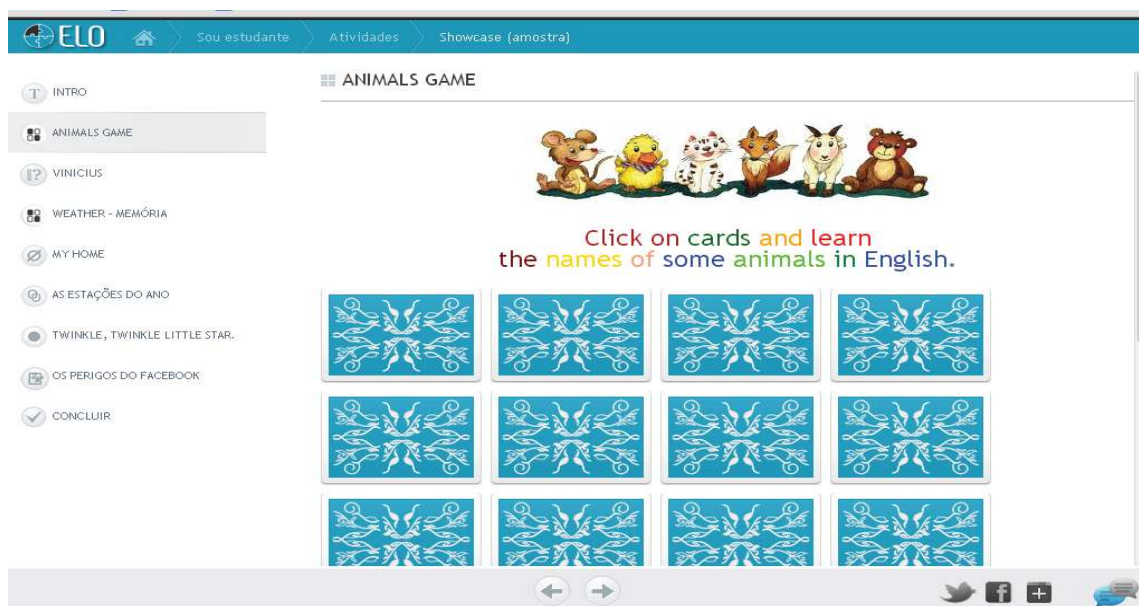 ELO
Sou estudante
Atividades
Showcase (amostra)
INTRO
ANIMALS GAME
VINICIUS
WEATHER - MEMÓRIA
MY HOME
AS ESTAÇÕES DO ANO
TWINKLE, TWINKLE LITTLE STAR.
OS PERIGOS DO FACEBOOK
CONCLUIR
ANIMALS GAME
Click on cards and learn
the names of some animals in English.